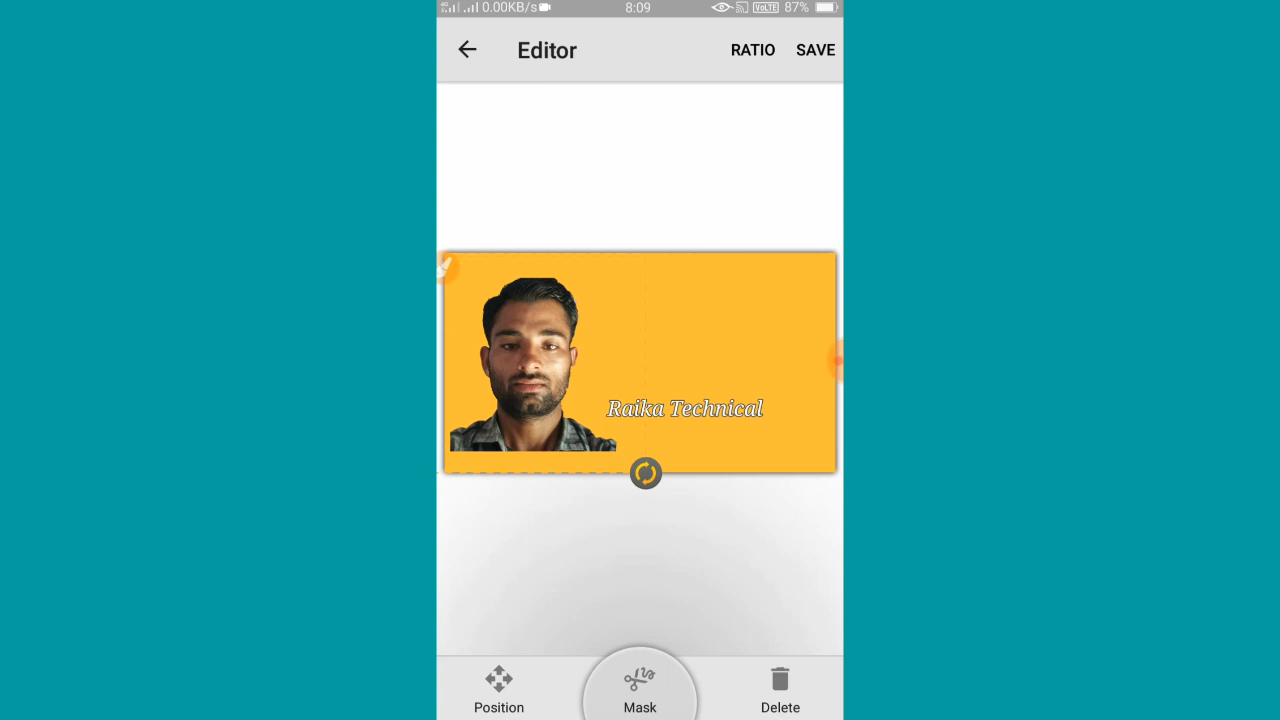 0.00KB/s 8:09 VoLTE 87%
Editor RATIO SAVE
Raika Technical
Position Mask Delete